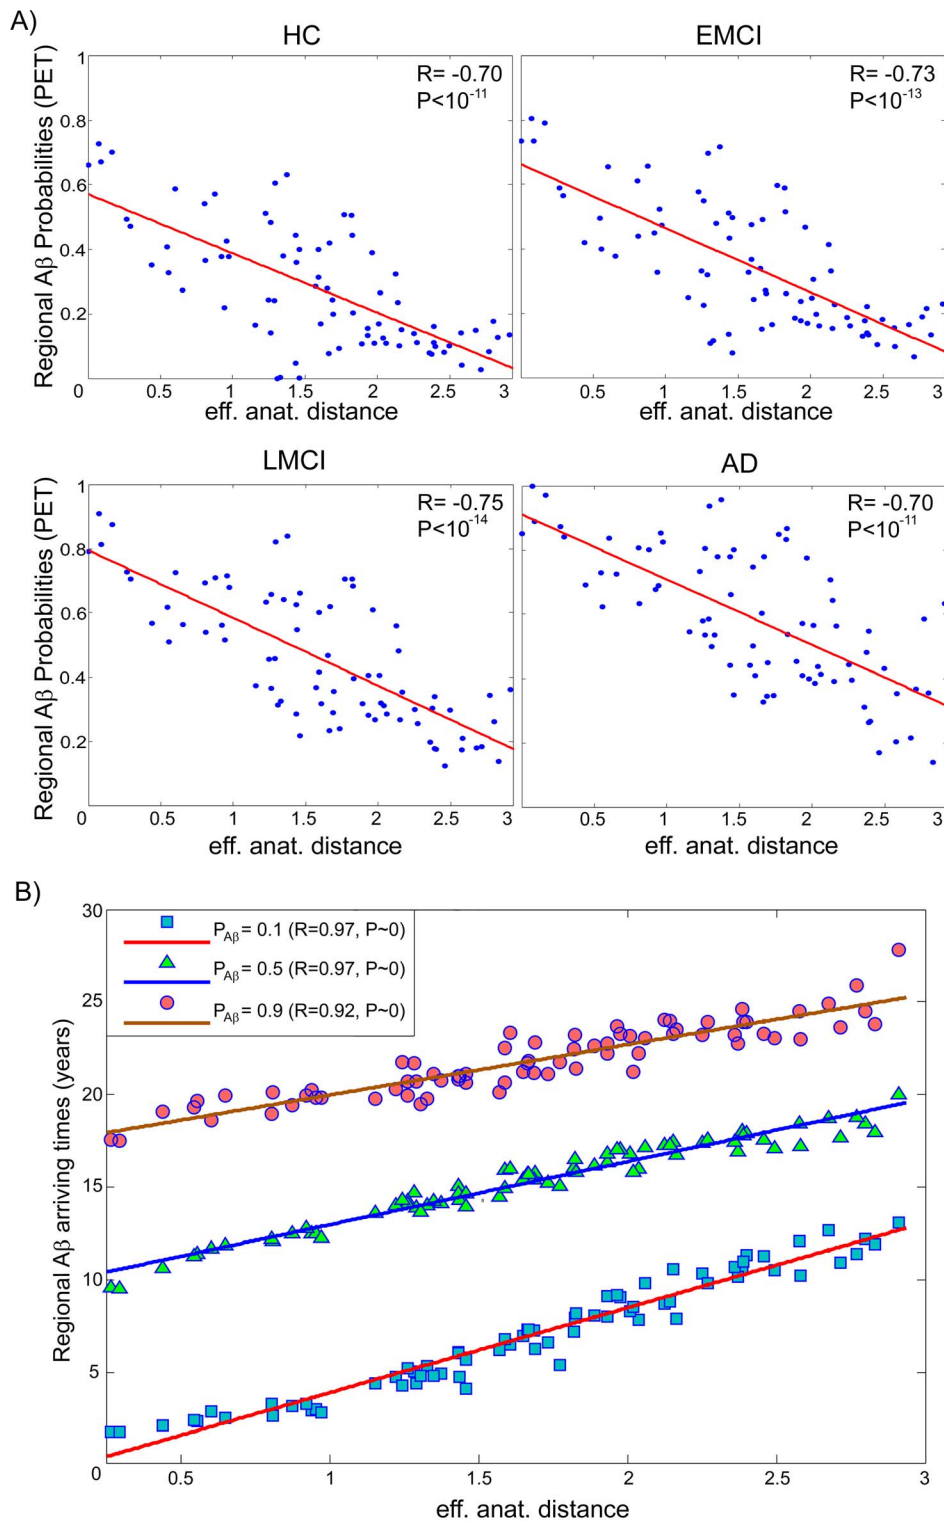 A)
HC
EMCI
Regional Aβ Probabilities (PET)
1
0.8
0.6
0.4
0.2
R= -0.70
P<10⁻¹¹
R= -0.73
P<10⁻¹³
0 0.5 1 1.5 2 2.5 3
0.5 1 1.5 2 2.5 3
eff. anat. distance
eff. anat. distance
LMCI
AD
Regional Aβ Probabilities (PET)
1
0.8
0.6
0.4
0.2
0
R= -0.75
P<10⁻¹⁴
R= -0.70
P<10⁻¹¹
0.5 1 1.5 2 2.5 3
0.5 1 1.5 2 2.5 3
eff. anat. distance
eff. anat. distance
B)
Regional Aβ arriving times (years)
30
25
20
15
10
5
0
P_Aβ = 0.1 (R=0.97, P~0)
P_Aβ = 0.5 (R=0.97, P~0)
P_Aβ = 0.9 (R=0.92, P~0)
0.5 1 1.5 2 2.5 3
eff. anat. distance